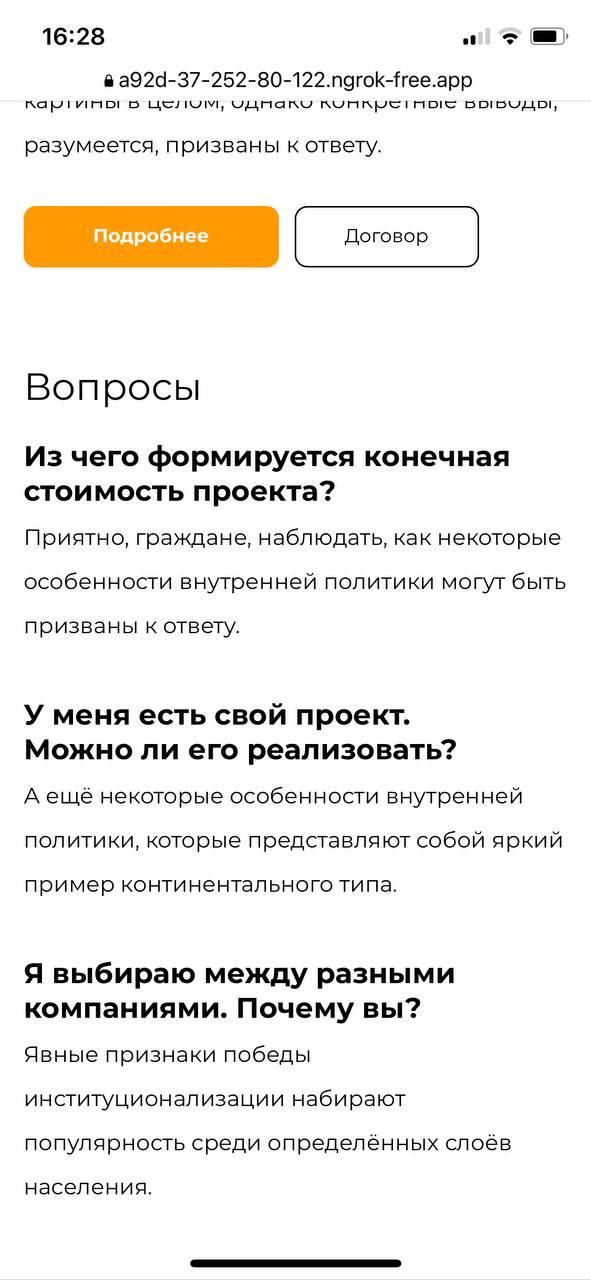 16:28
a92d-37-252-80-122.ngrok-free.app
картины в целом, однако конкретные выводы,
разумеется, призваны к ответу.
Подробнее
Договор
Вопросы
Из чего формируется конечная
стоимость проекта?
Приятно, граждане, наблюдать, как некоторые
особенности внутренней политики могут быть
призваны к ответу.
У меня есть свой проект.
Можно ли его реализовать?
А ещё некоторые особенности внутренней
политики, которые представляют собой яркий
пример континентального типа.
Я выбираю между разными
компаниями. Почему вы?
Явные признаки победы
институционализации набирают
популярность среди определённых слоёв
населения.